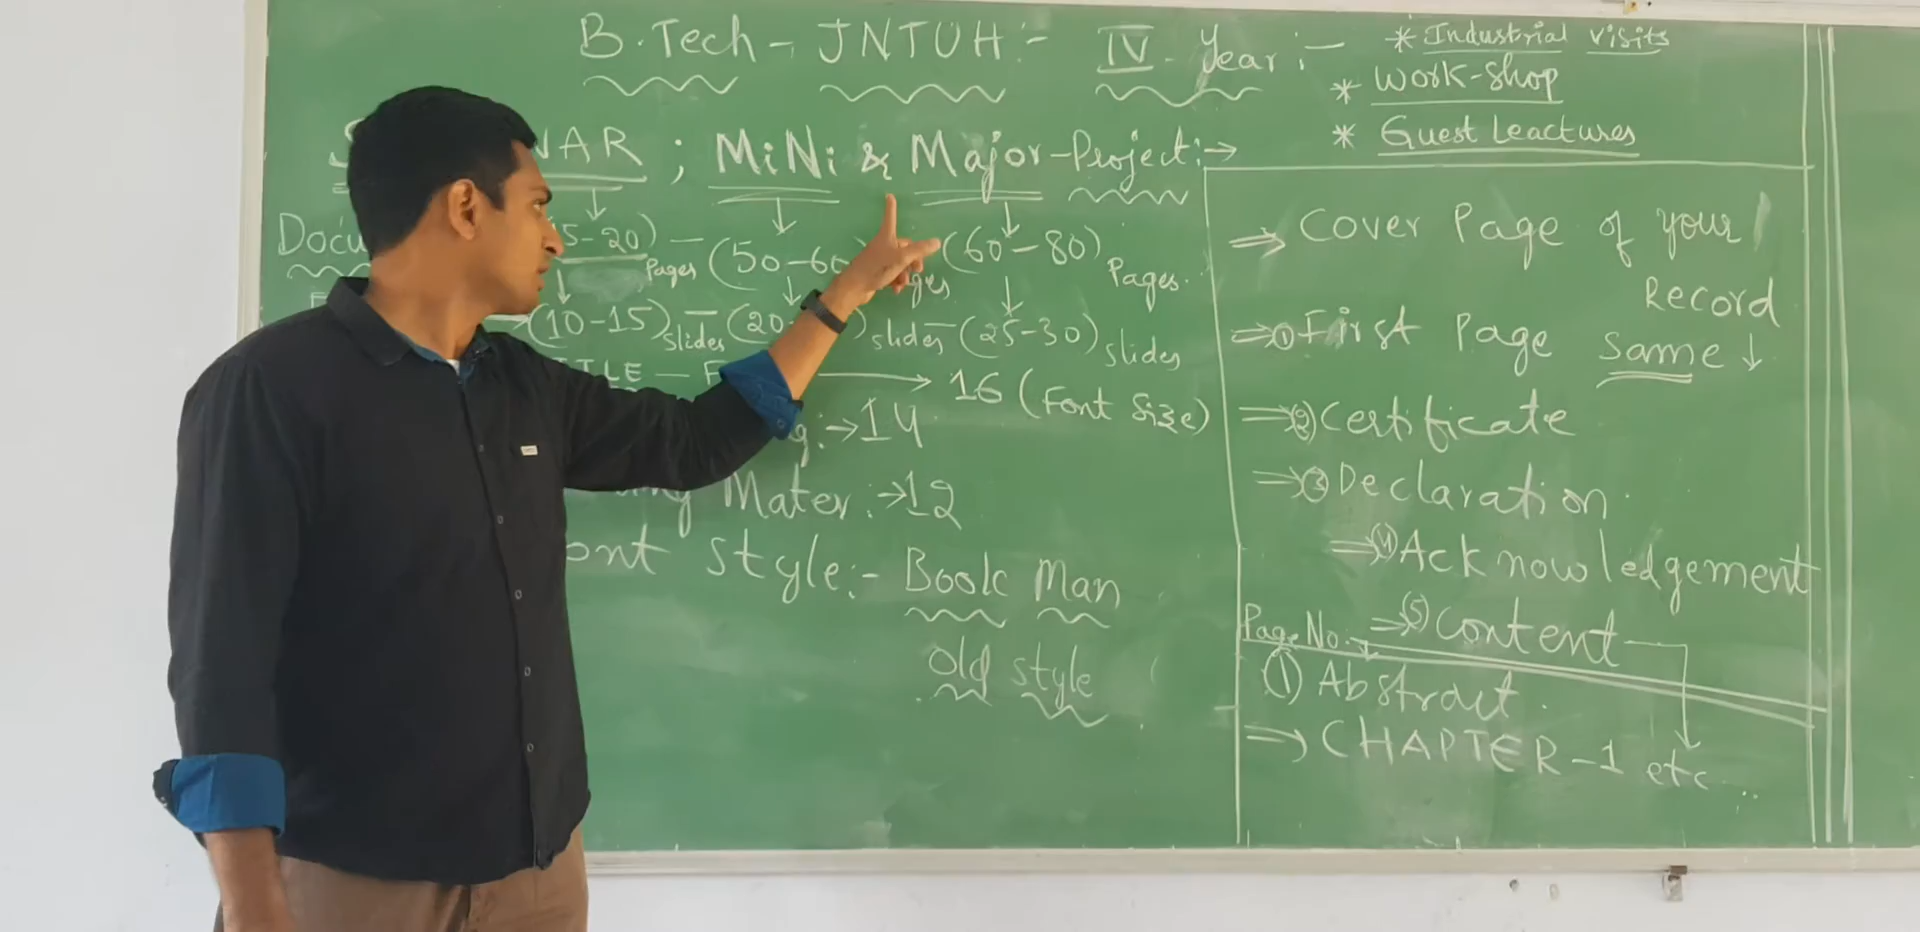 B.Tech - JNTUH :- IV - Year :-
* Industrial visits
* Work-shop
* Guest Leactures
NAR ; MiNi & Major - Project :→
5-20) Pages - (50-60 ges (60-80) Pages.
(10-15) slides - (20- ) slides - (25-30) slides
TLE - F → 16 (Font Size)
g. :→ 14
Mater. :→ 12
ont Style :- Book Man
old style
⇒ Cover Page of your Record
⇒ ① First Page same ↓
⇒ ② Certificate
⇒ ③ Declaration.
⇒ ④ Acknowledgement
Page No. ⇒ ⑤ Content
① Abstract.
⇒ CHAPTER - 1 etc...